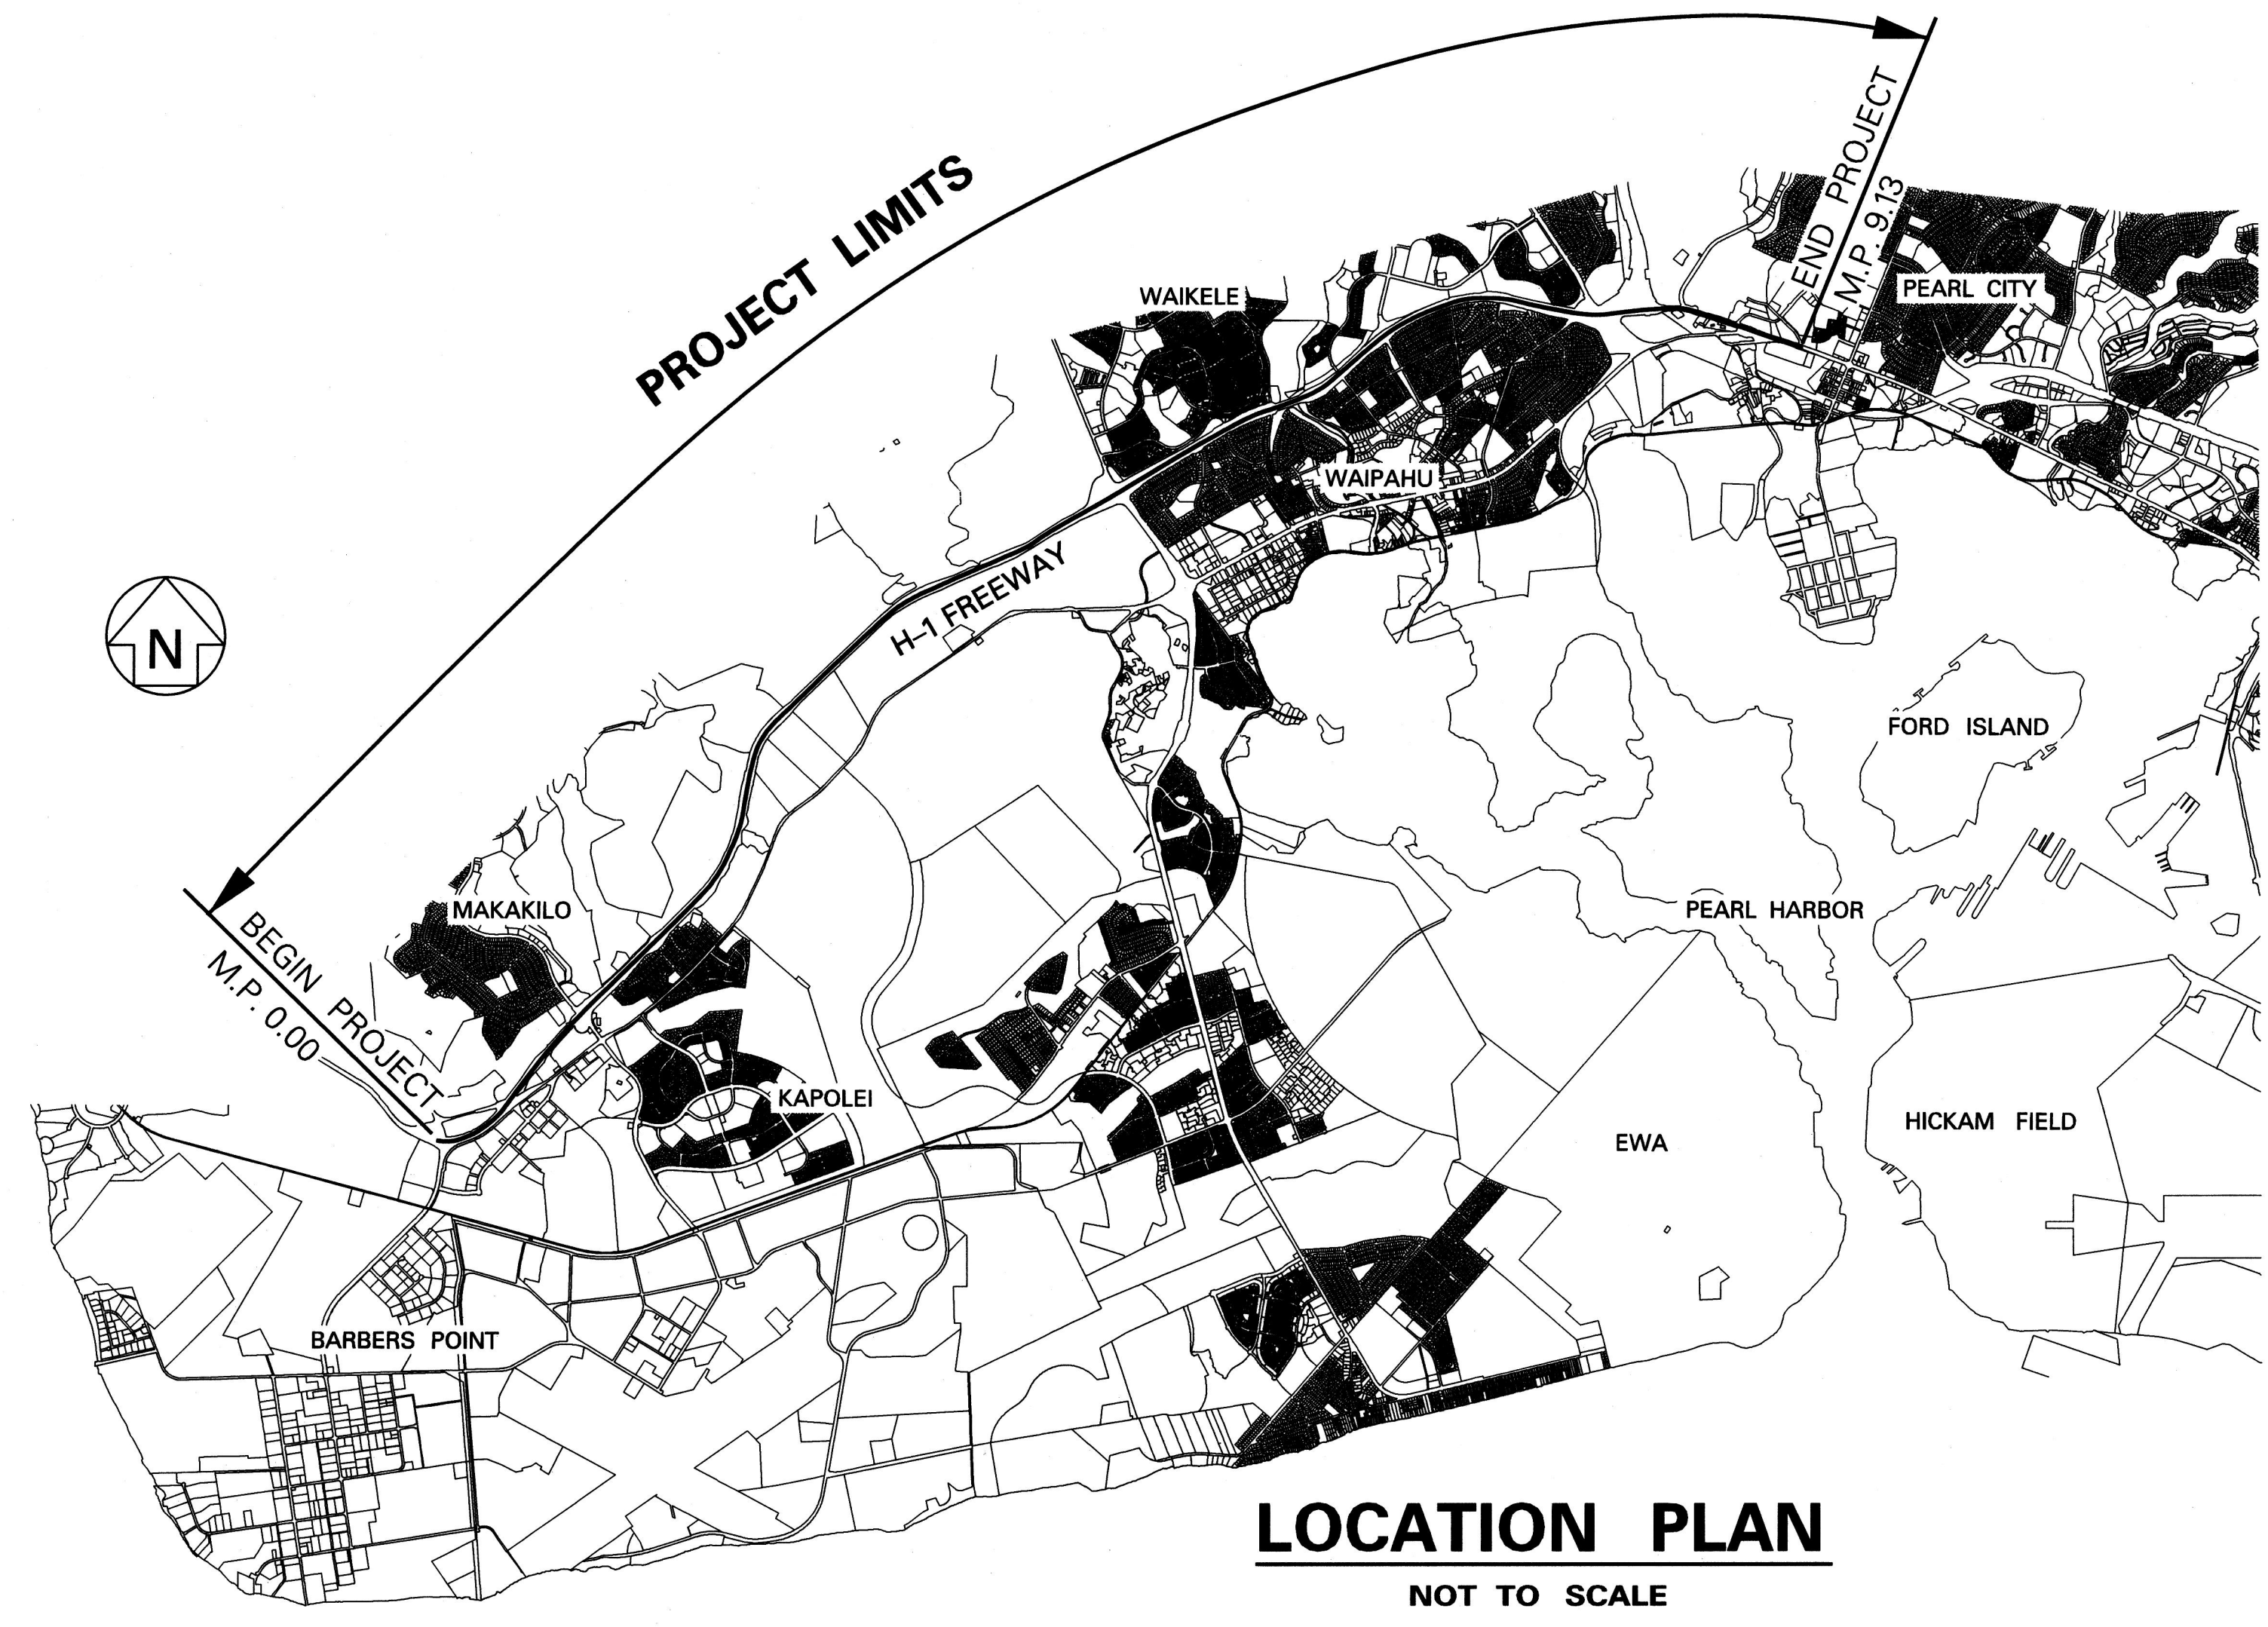 PROJECT LIMITS
END PROJECT
M.P. 9.13
WAIKELE
PEARL CITY
WAIPAHU
H-1 FREEWAY
N
FORD ISLAND
MAKAKILO
PEARL HARBOR
BEGIN PROJECT
M.P. 0.00
KAPOLEI
HICKAM FIELD
EWA
BARBERS POINT
LOCATION PLAN
NOT TO SCALE